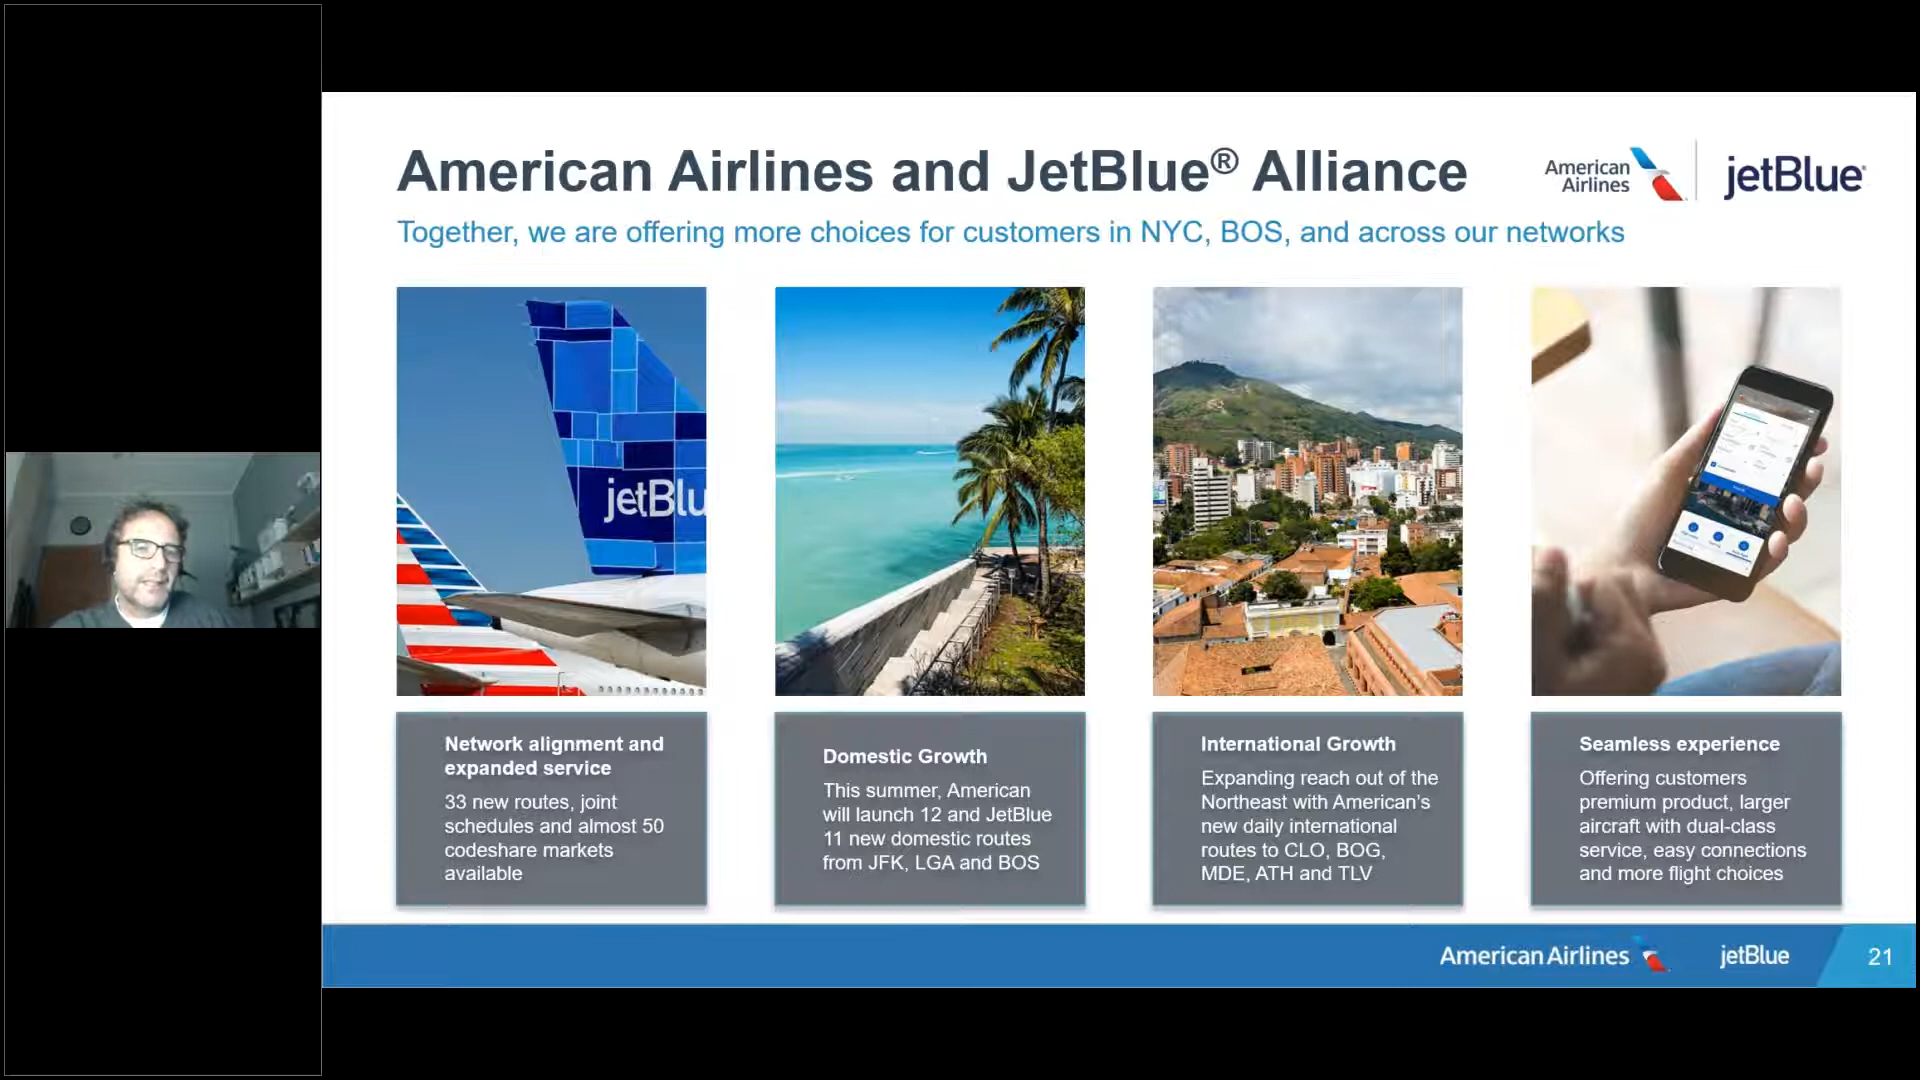 American Airlines and JetBlue® Alliance
American
Airlines
jetBlue
Together, we are offering more choices for customers in NYC, BOS, and across our networks
jetBlu
Network alignment and
expanded service
33 new routes, joint
schedules and almost 50
codeshare markets
available
Domestic Growth
This summer, American
will launch 12 and JetBlue
11 new domestic routes
from JFK, LGA and BOS
International Growth
Expanding reach out of the
Northeast with American’s
new daily international
routes to CLO, BOG,
MDE, ATH and TLV
Seamless experience
Offering customers
premium product, larger
aircraft with dual-class
service, easy connections
and more flight choices
American Airlines
jetBlue
21